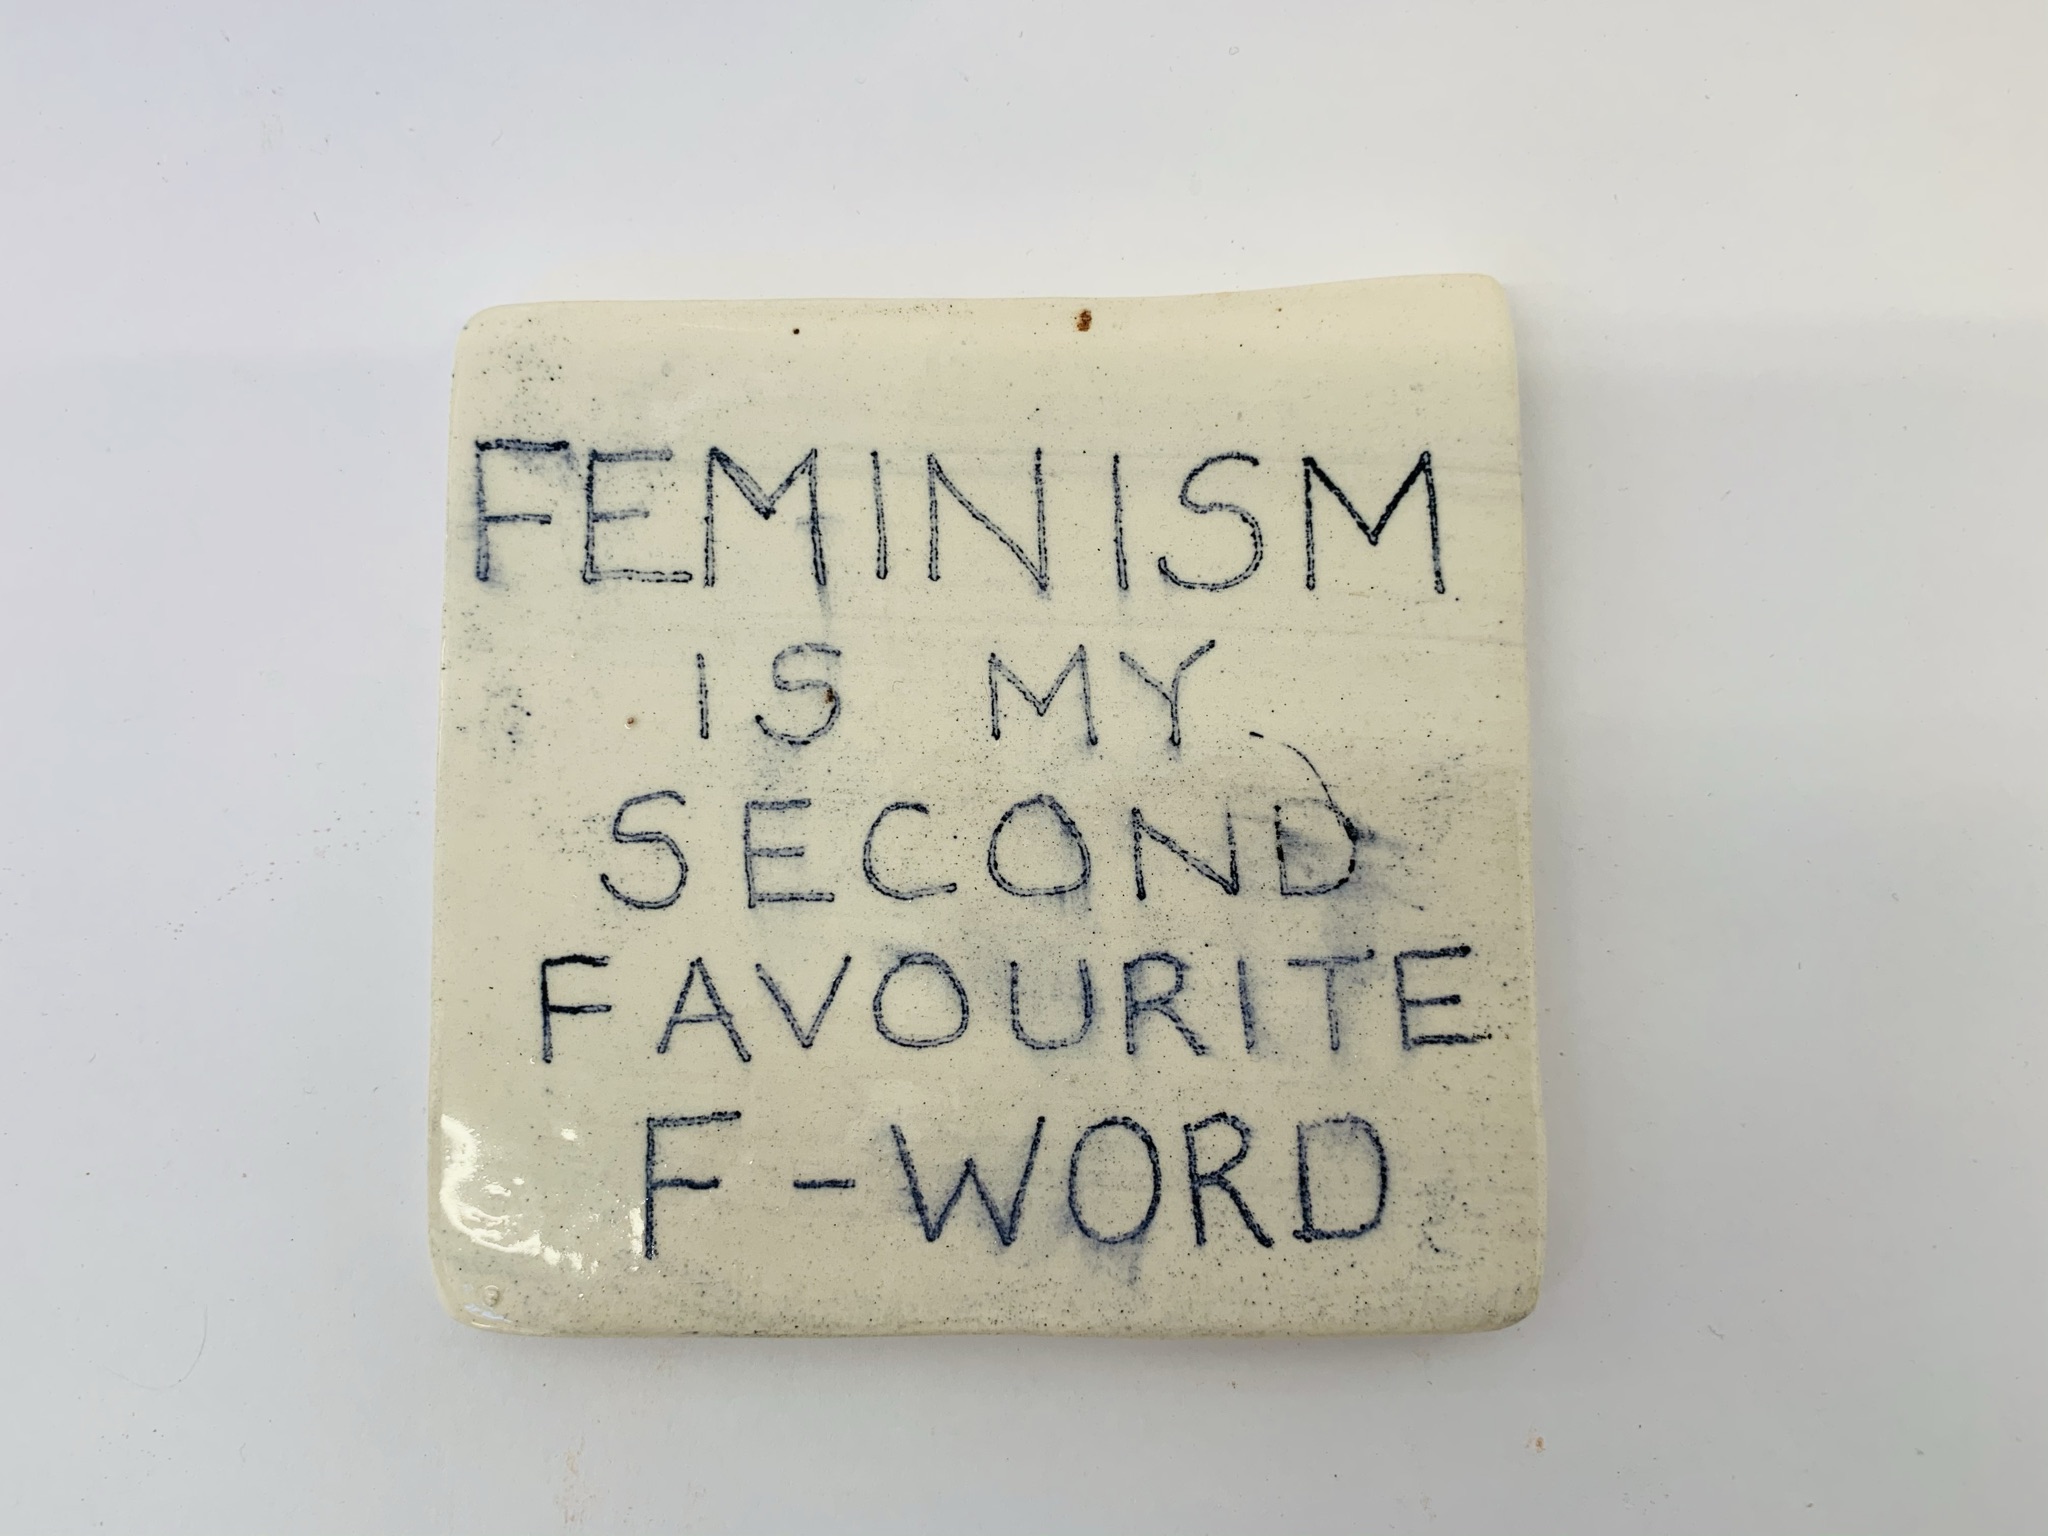 FEMINISM
IS MY
SECOND
FAVOURITE
F-WORD